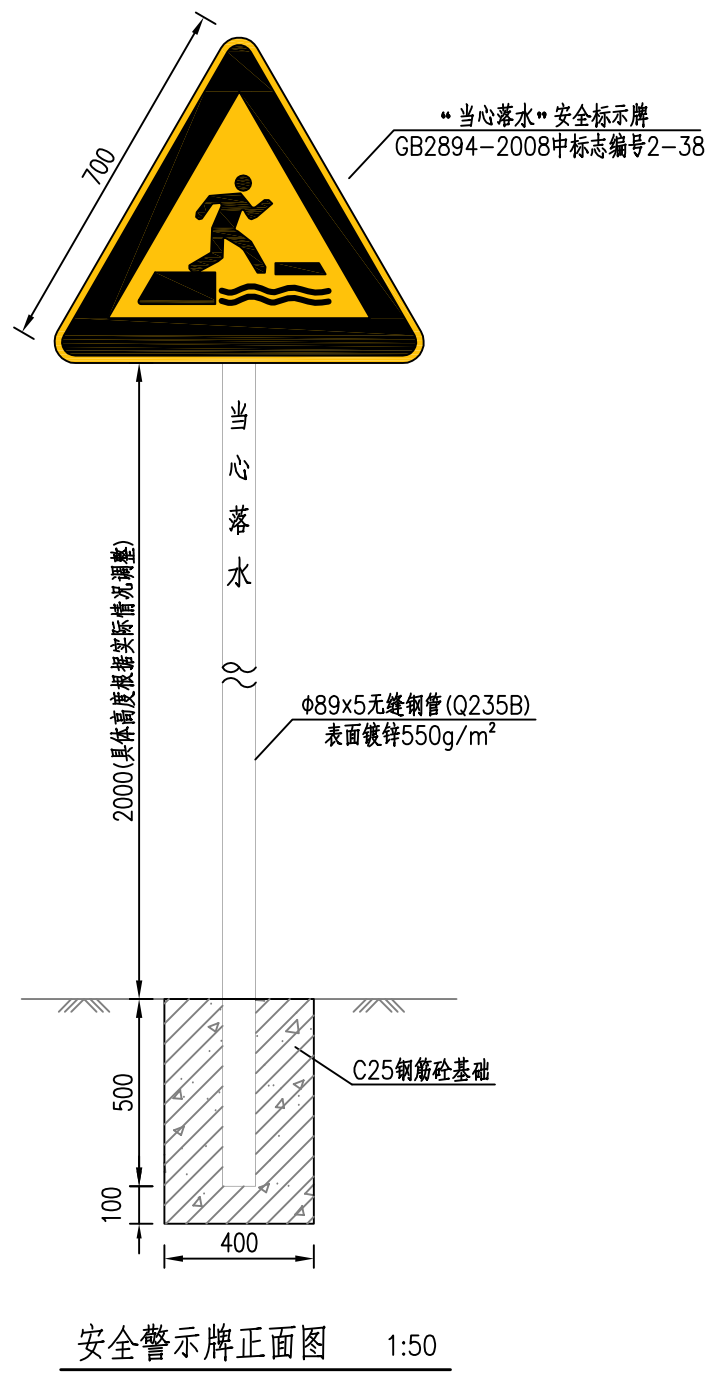 700
“当心落水”安全标示牌
GB2894-2008中标志编号2-38
当
心
落
水
2000(具体高度根据实际情况调整)
Φ89x5无缝钢管(Q235B)
表面镀锌550g/m²
C25钢筋砼基础
500
100
400
安全警示牌正面图 1:50